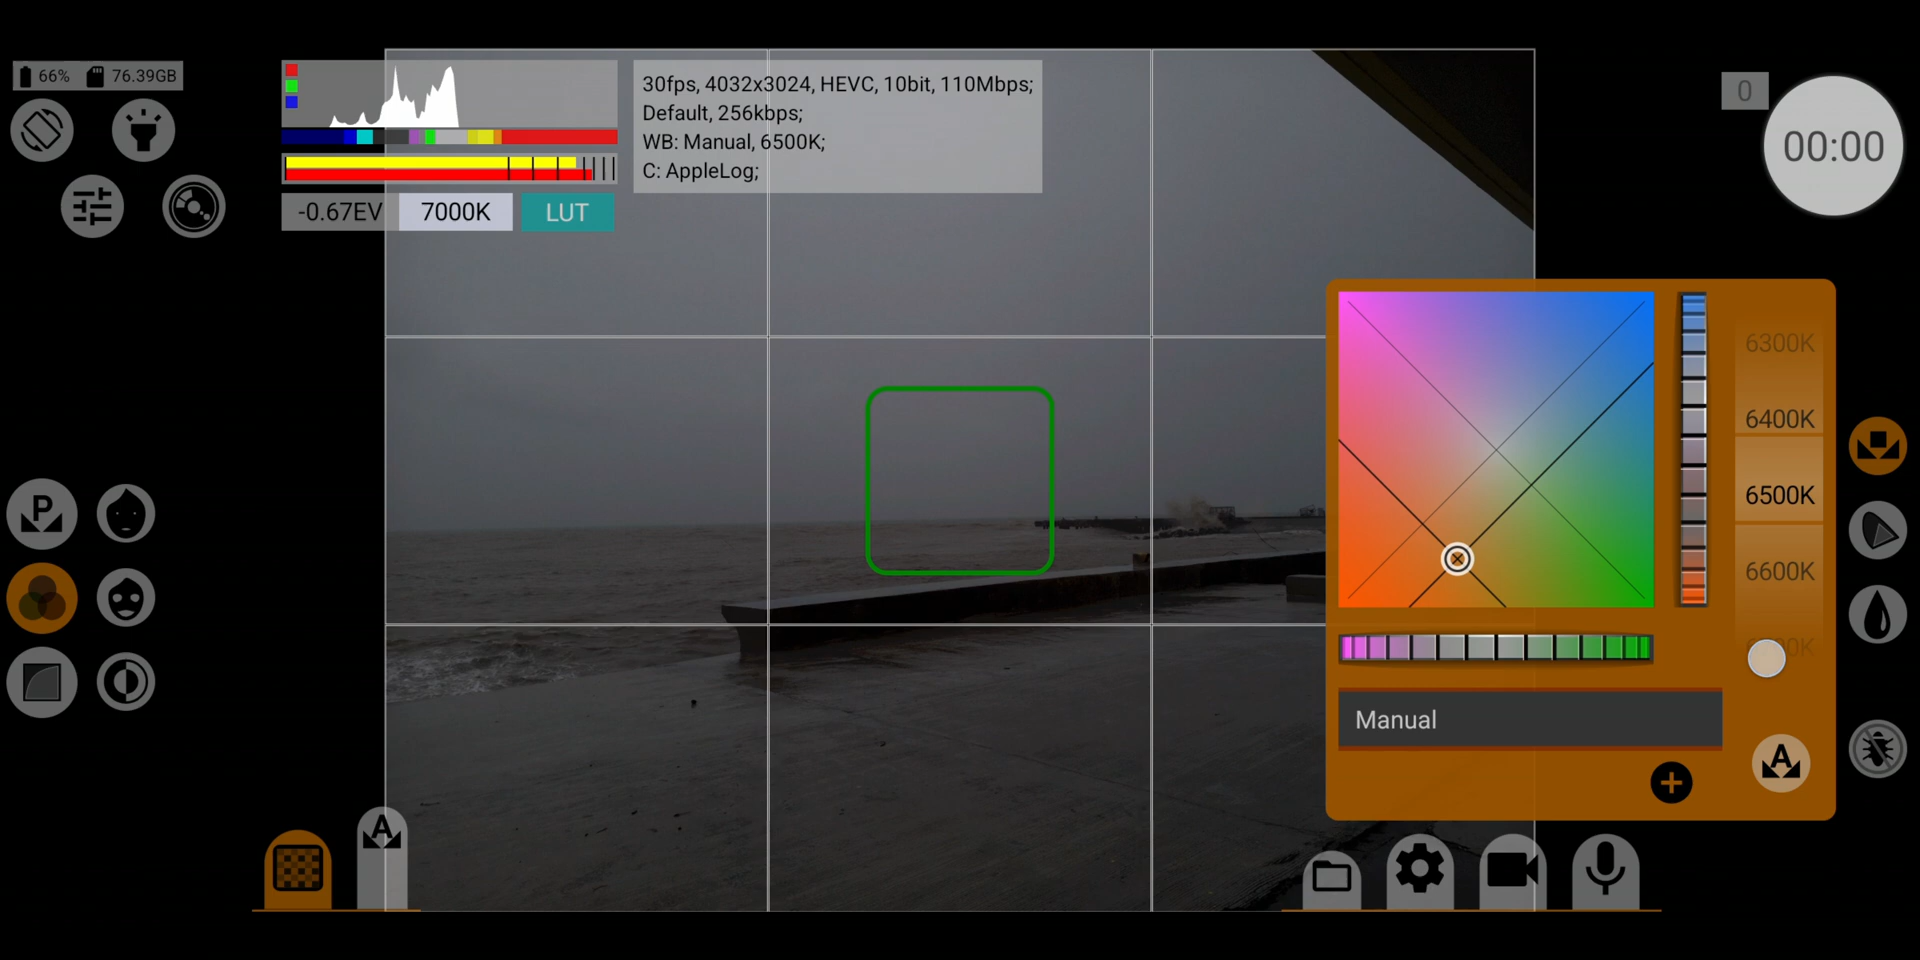 66% 76.39GB
30fps, 4032x3024, HEVC, 10bit, 110Mbps;
Default, 256kbps;
WB: Manual, 6500K;
C: AppleLog;
-0.67EV 7000K LUT
0
00:00
6300K
6400K
6500K
6600K
P
Manual
A
A